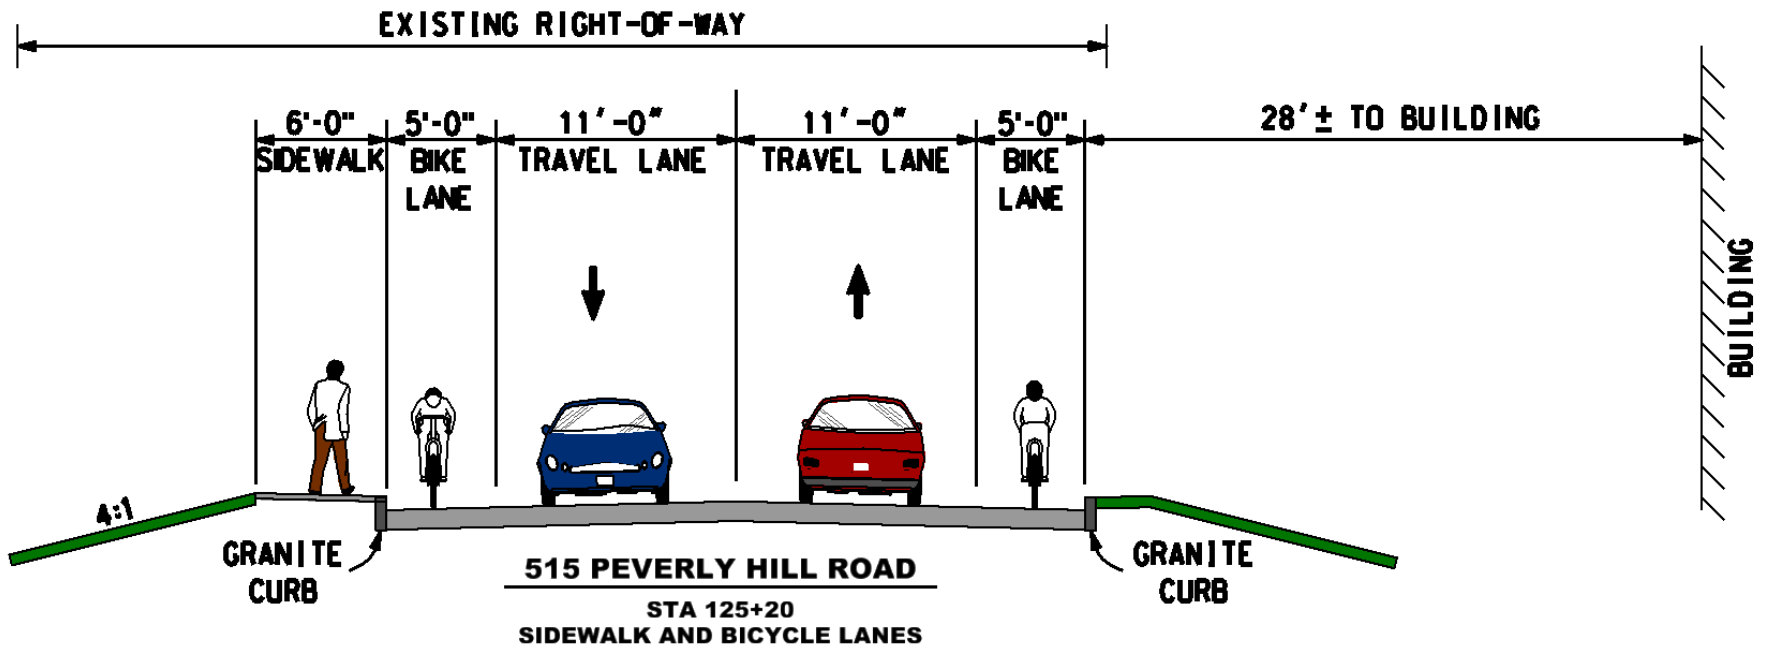 EXISTING RIGHT-OF-WAY
6'-0" 5'-0" 11'-0" 11'-0" 5'-0" 28'± TO BUILDING
SIDEWALK BIKE TRAVEL LANE TRAVEL LANE BIKE
LANE LANE
BUILDING
4:1
GRANITE GRANITE
CURB CURB
515 PEVERLY HILL ROAD
STA 125+20
SIDEWALK AND BICYCLE LANES